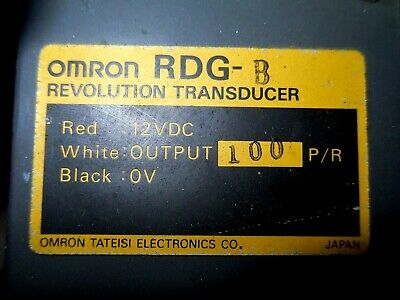 OMRON RDG-B
REVOLUTION TRANSDUCER
Red :12VDC
White:OUTPUT 100 P/R
Black:0V
OMRON TATEISI ELECTRONICS CO. JAPAN